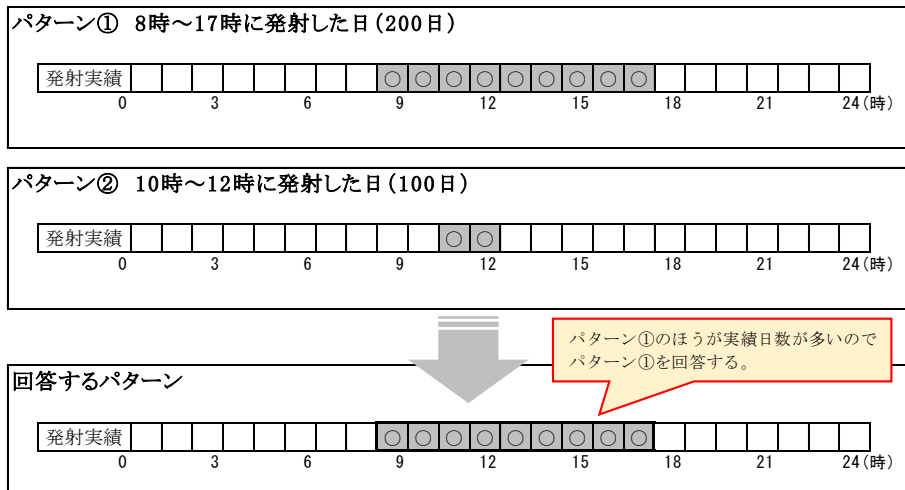 パターン① 8時～17時に発射した日(200日)
発射実績 ○ ○ ○ ○ ○ ○ ○ ○ ○
0 3 6 9 12 15 18 21 24(時)
パターン② 10時～12時に発射した日(100日)
発射実績 ○ ○
0 3 6 9 12 15 18 21 24(時)
パターン①のほうが実績日数が多いので
パターン①を回答する。
回答するパターン
発射実績 ○ ○ ○ ○ ○ ○ ○ ○ ○
0 3 6 9 12 15 18 21 24(時)